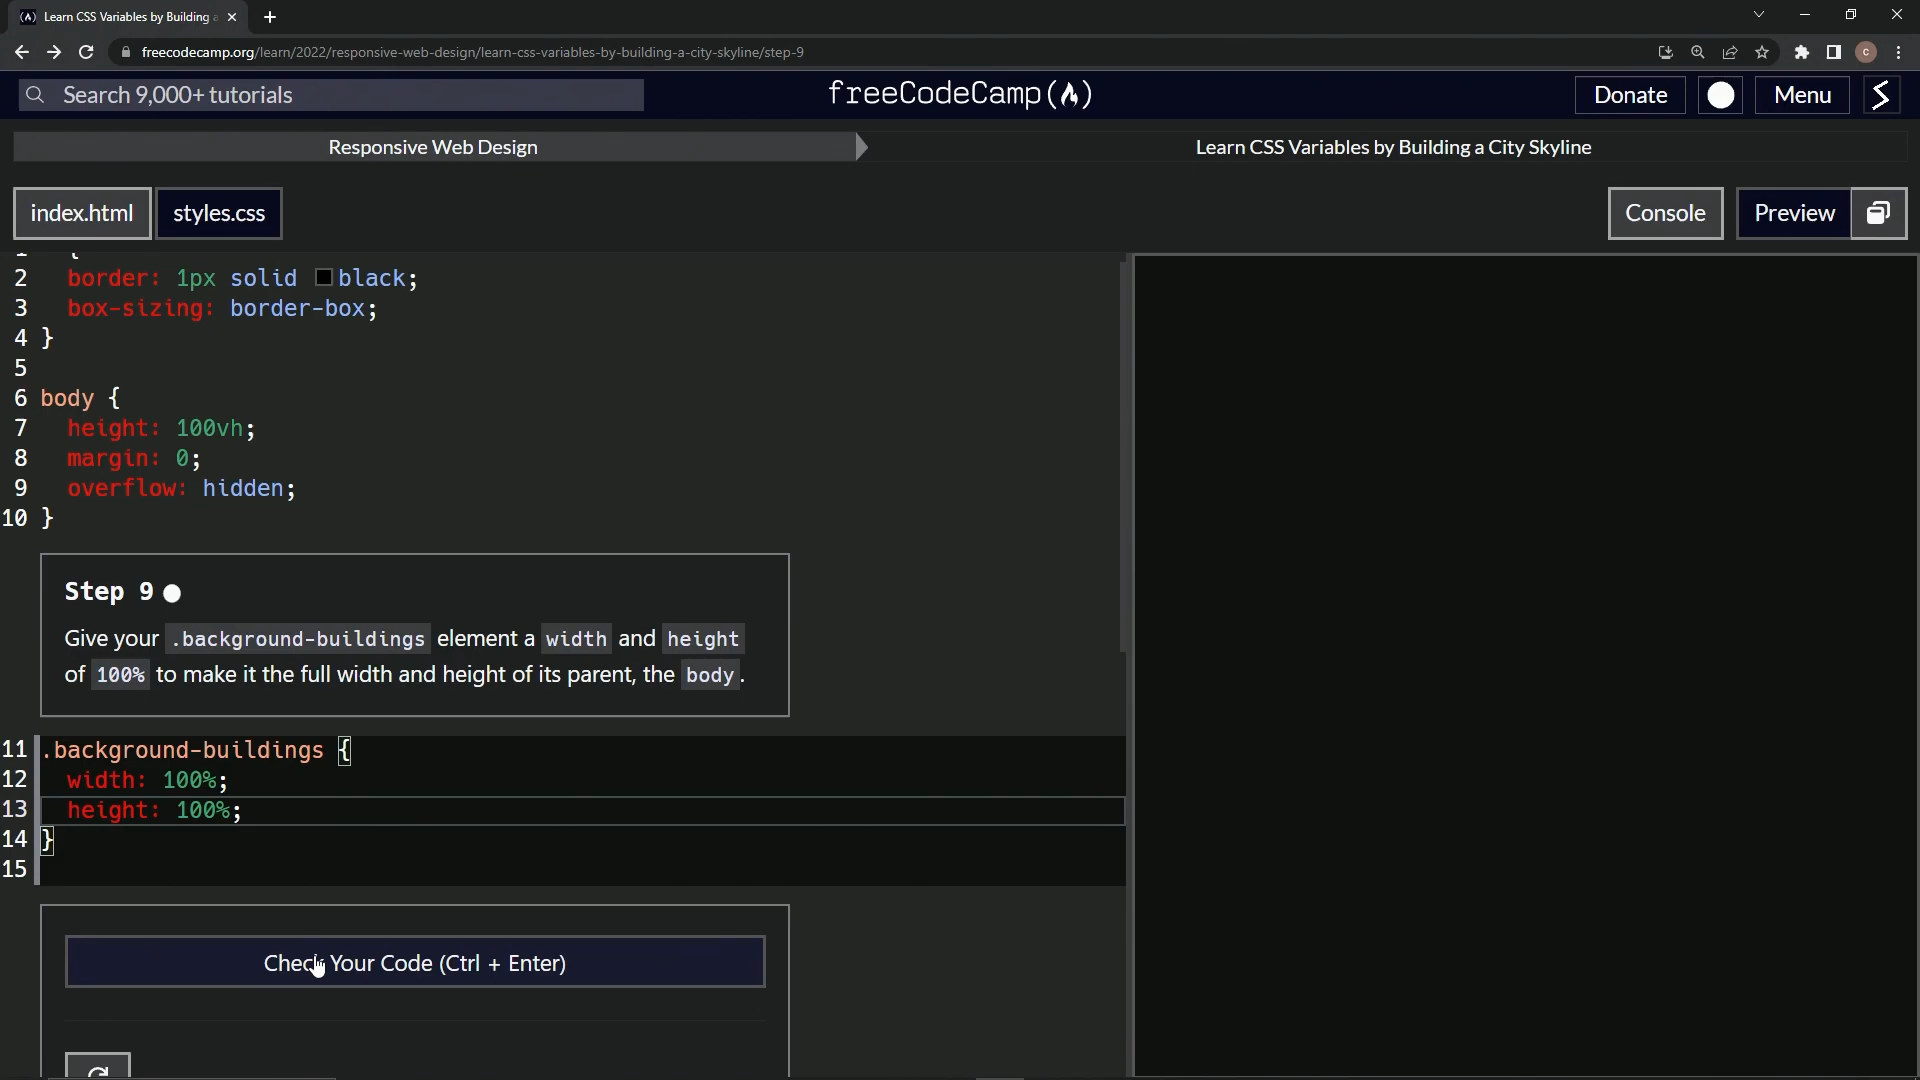 Learn CSS Variables by Building a
freecodecamp.org/learn/2022/responsive-web-design/learn-css-variables-by-building-a-city-skyline/step-9
C
Search 9,000+ tutorials
freeCodeCamp(🔥)
Donate
Menu
Responsive Web Design
Learn CSS Variables by Building a City Skyline
index.html
styles.css
Console
Preview
2 border: 1px solid black;
3 box-sizing: border-box;
4 }
5
6 body {
7 height: 100vh;
8 margin: 0;
9 overflow: hidden;
10 }
Step 9
Give your .background-buildings element a width and height
of 100% to make it the full width and height of its parent, the body.
11 .background-buildings {
12 width: 100%;
13 height: 100%;
14 }
15
Check Your Code (Ctrl + Enter)